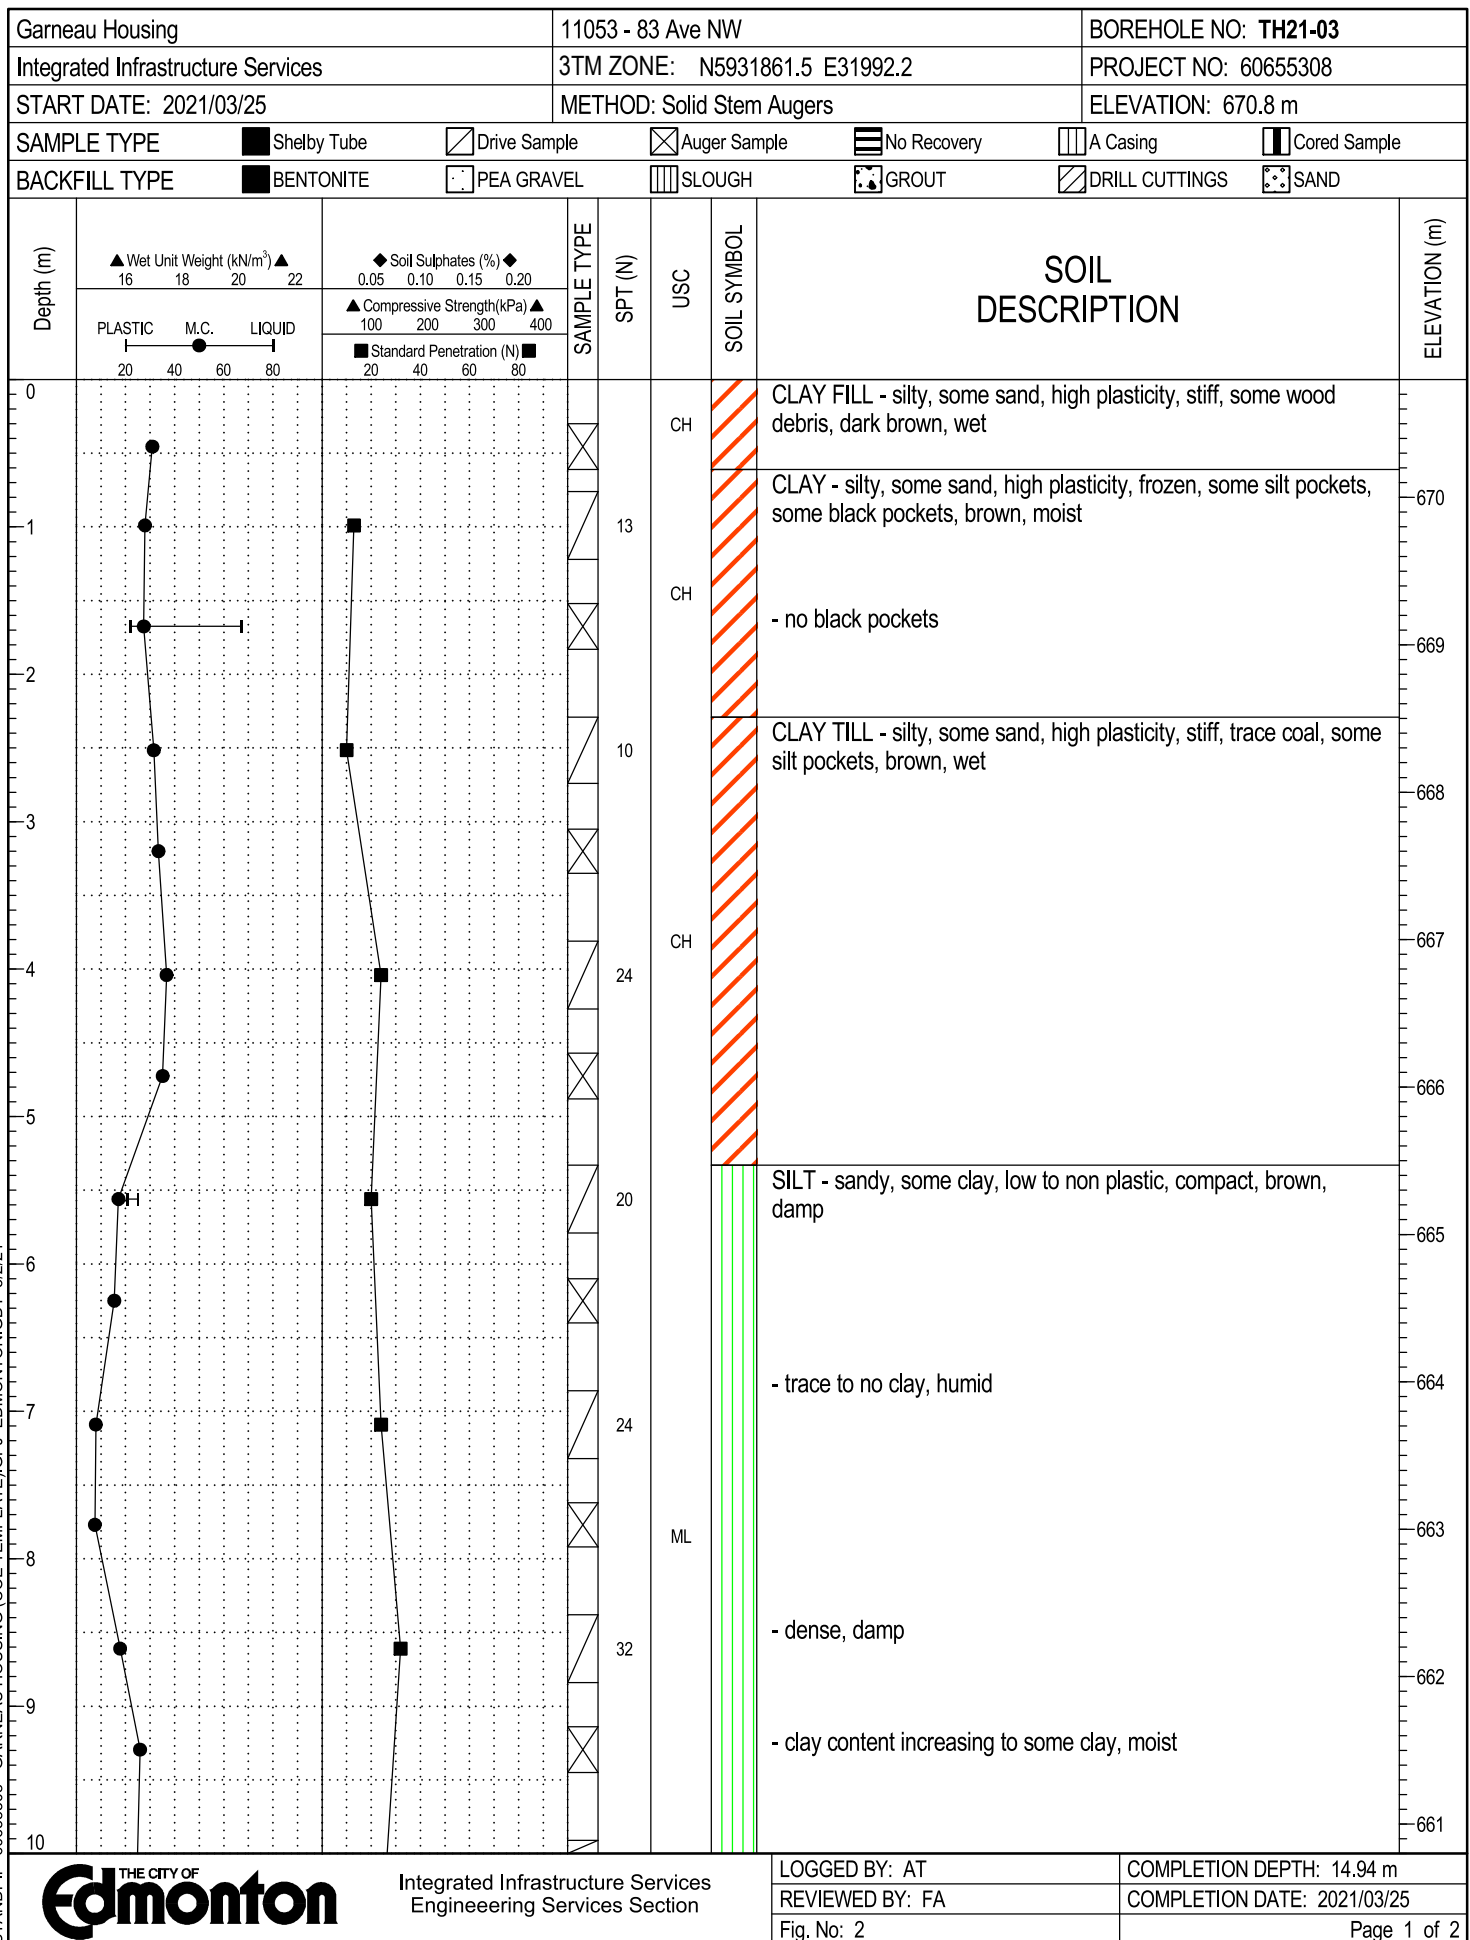 Garneau Housing
11053 - 83 Ave NW
BOREHOLE NO: TH21-03
Integrated Infrastructure Services
3TM ZONE: N5931861.5 E31992.2
PROJECT NO: 60655308
START DATE: 2021/03/25
METHOD: Solid Stem Augers
ELEVATION: 670.8 m
SAMPLE TYPE
Shelby Tube
Drive Sample
Auger Sample
No Recovery
A Casing
Cored Sample
BACKFILL TYPE
BENTONITE
PEA GRAVEL
SLOUGH
GROUT
DRILL CUTTINGS
SAND
Depth (m)
▲ Wet Unit Weight (kN/m³) ▲
16 18 20 22
PLASTIC M.C. LIQUID
20 40 60 80
◆ Soil Sulphates (%) ◆
0.05 0.10 0.15 0.20
▲ Compressive Strength(kPa) ▲
100 200 300 400
■ Standard Penetration (N) ■
20 40 60 80
SAMPLE TYPE
SPT (N)
USC
SOIL SYMBOL
SOIL
DESCRIPTION
ELEVATION (m)
0
CH
CLAY FILL - silty, some sand, high plasticity, stiff, some wood
debris, dark brown, wet
CLAY - silty, some sand, high plasticity, frozen, some silt pockets,
some black pockets, brown, moist
670
1
13
CH
- no black pockets
669
2
CLAY TILL - silty, some sand, high plasticity, stiff, trace coal, some
silt pockets, brown, wet
10
668
3
CH
667
4
24
666
5
SILT - sandy, some clay, low to non plastic, compact, brown,
damp
20
665
6
- trace to no clay, humid
664
7
24
ML
663
8
- dense, damp
32
662
9
- clay content increasing to some clay, moist
661
10
THE CITY OF
Edmonton
Integrated Infrastructure Services
Engineeering Services Section
LOGGED BY: AT
COMPLETION DEPTH: 14.94 m
REVIEWED BY: FA
COMPLETION DATE: 2021/03/25
Fig. No: 2
Page 1 of 2